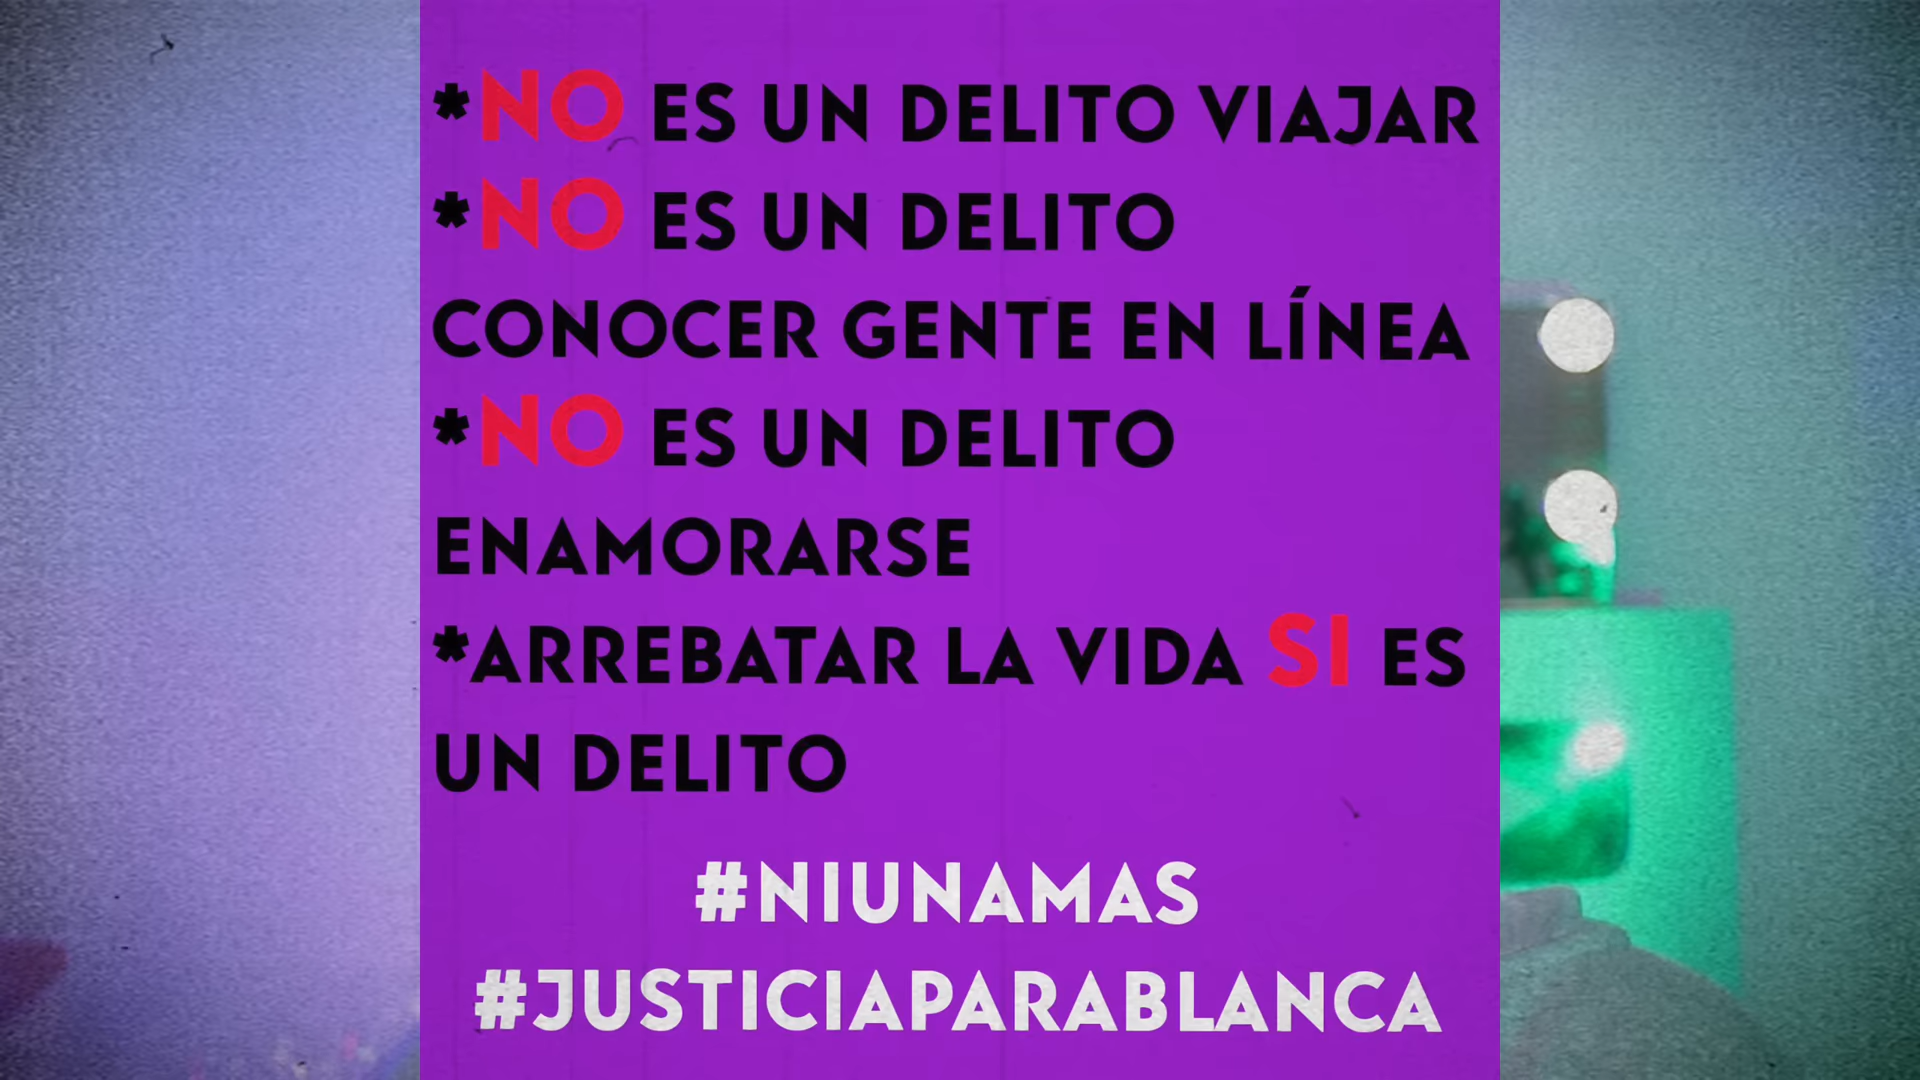 *NO ES UN DELITO VIAJAR
*NO ES UN DELITO
CONOCER GENTE EN LÍNEA
*NO ES UN DELITO
ENAMORARSE
*ARREBATAR LA VIDA SI ES
UN DELITO
#NIUNAMAS
#JUSTICIAPARABLANCA